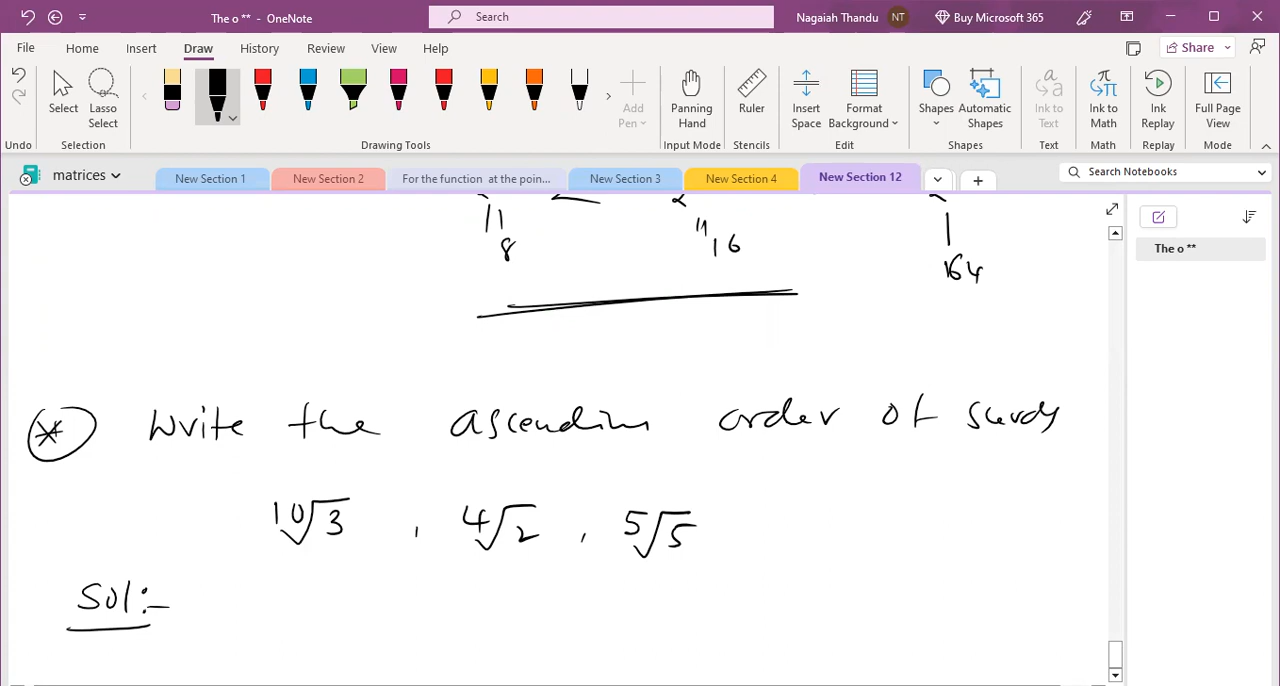 The o ** - OneNote
Search
Nagaiah Thandu NT
Buy Microsoft 365
File Home Insert Draw History Review View Help
Share
Undo
Select
Lasso Select
Selection
Drawing Tools
Add Pen
Panning Hand
Input Mode
Ruler
Stencils
Insert Space
Format Background
Edit
Shapes
Automatic Shapes
Shapes
Ink to Text
Text
Ink to Math
Math
Ink Replay
Replay
Full Page View
Mode
matrices
New Section 1
New Section 2
For the function at the poin...
New Section 3
New Section 4
New Section 12
+
Search Notebooks
The o **
8
16
64
* Write the ascendin order of surds
¹⁰√3 , ⁴√2 , ⁵√5
Sol:-